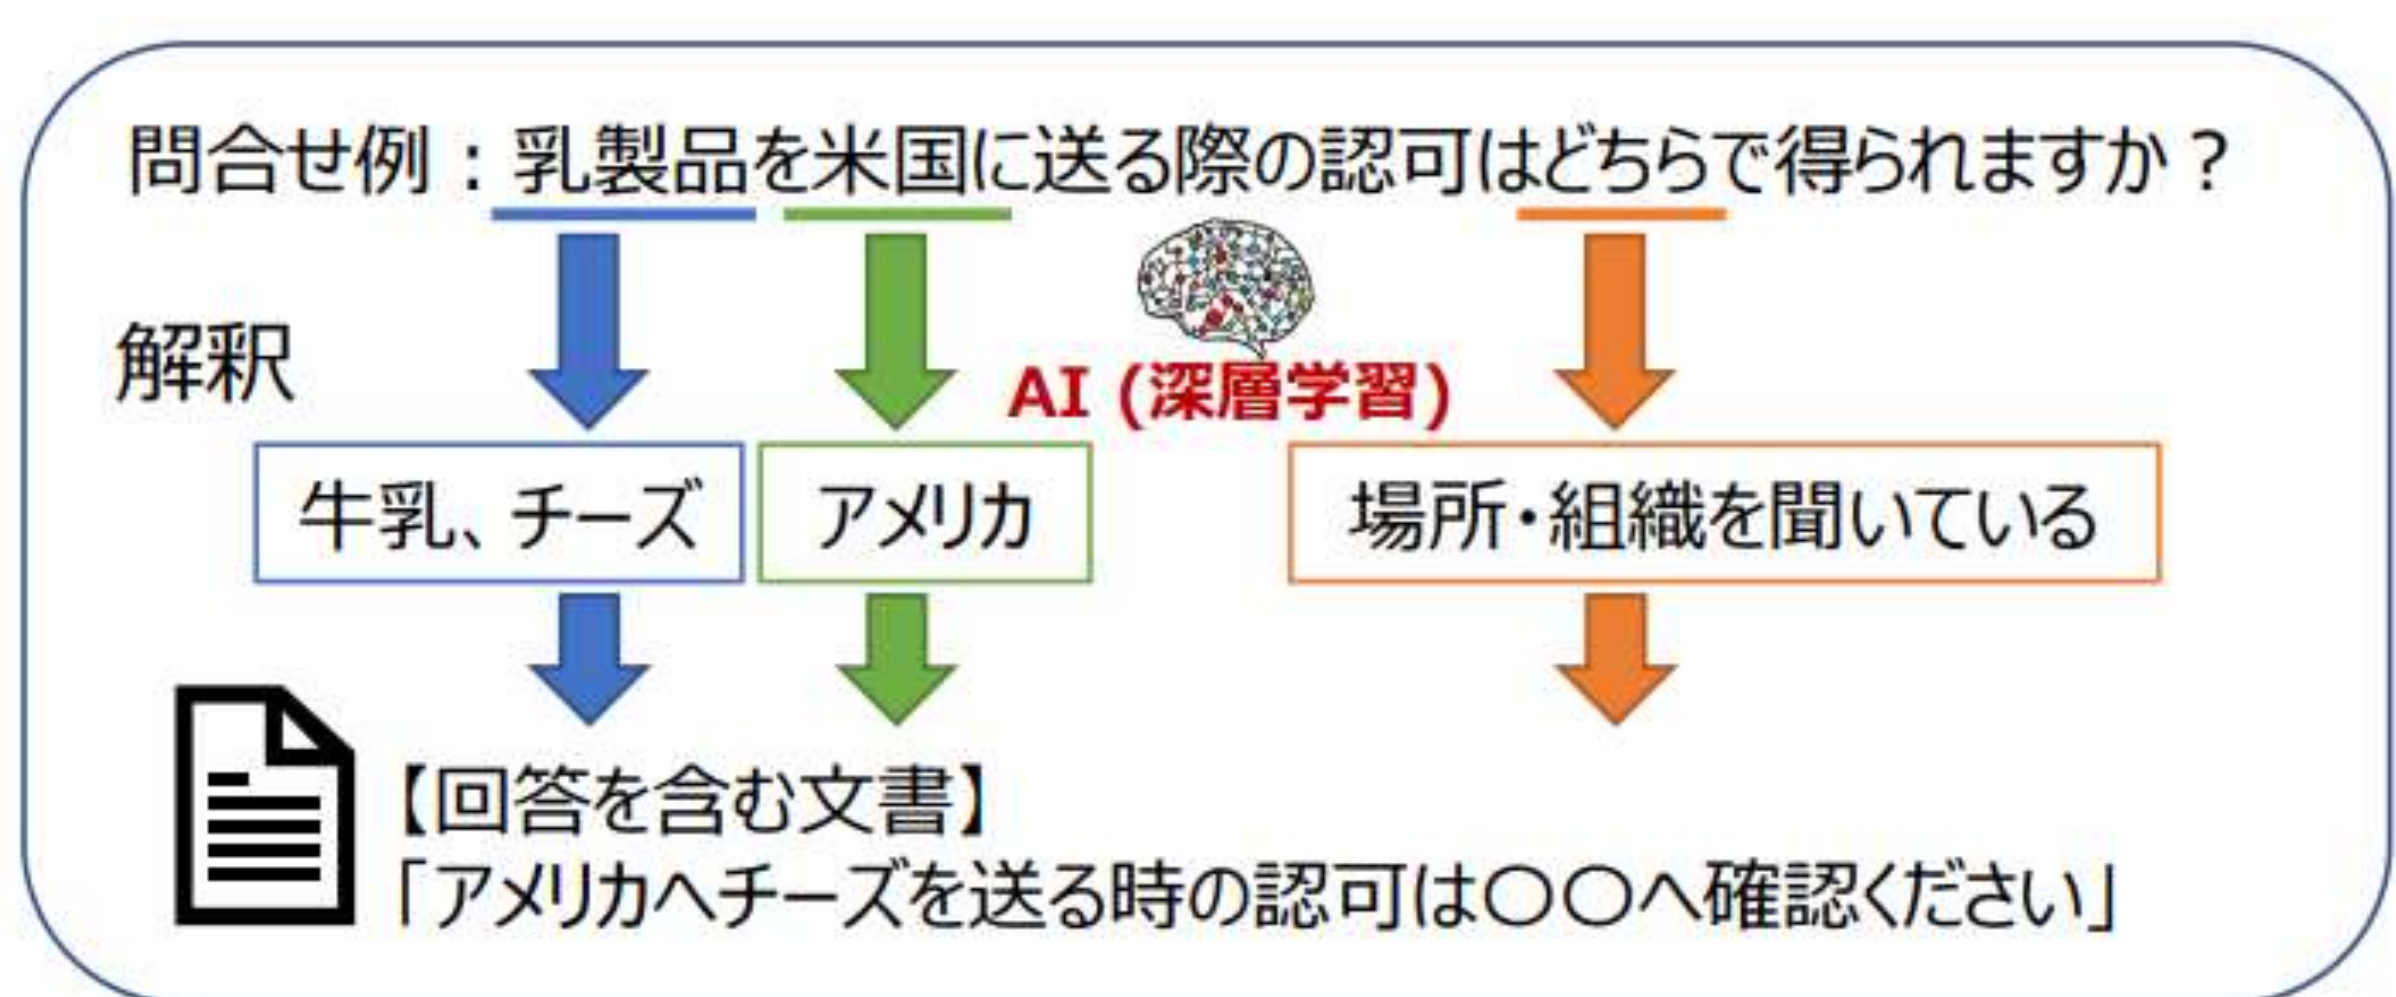 問合せ例：乳製品を米国に送る際の認可はどちらで得られますか？
解釈
AI (深層学習)
牛乳、チーズ
アメリカ
場所・組織を聞いている
【回答を含む文書】
「アメリカへチーズを送る時の認可は〇〇へ確認ください」